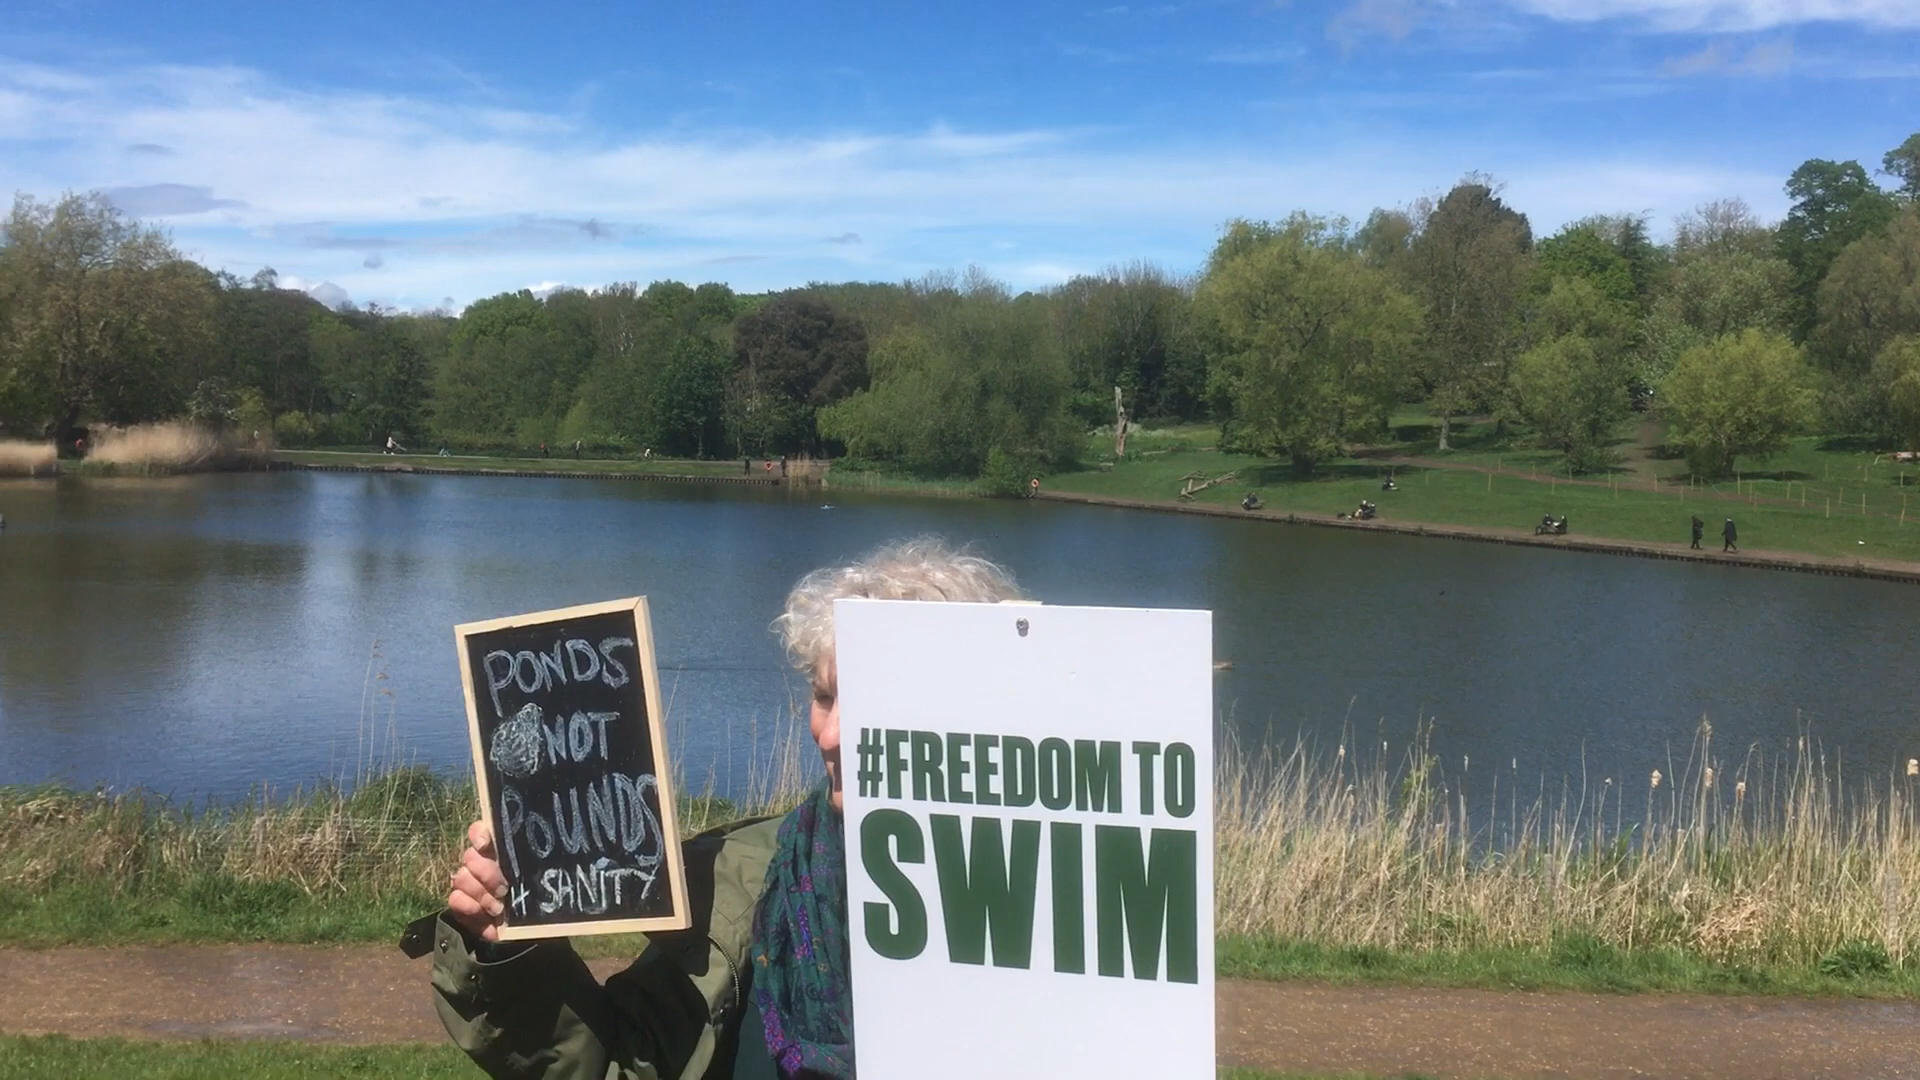 PONDS
NOT
POUNDS
# SANITY
#FREEDOM TO
SWIM